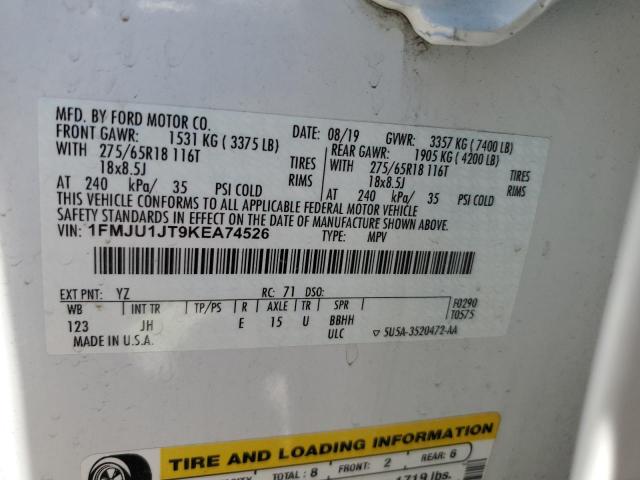 MFD. BY FORD MOTOR CO.
DATE: 08/19 GVWR: 3357 KG ( 7400 LB)
FRONT GAWR: 1531 KG ( 3375 LB) REAR GAWR: 1905 KG ( 4200 LB)
WITH 275/65R18 116T TIRES WITH 275/65R18 116T TIRES
18x8.5J RIMS 18x8.5J RIMS
AT 240 kPa/ 35 PSI COLD AT 240 kPa/ 35 PSI COLD
THIS VEHICLE CONFORMS TO ALL APPLICABLE FEDERAL MOTOR VEHICLE
SAFETY STANDARDS IN EFFECT ON THE DATE OF MANUFACTURE SHOWN ABOVE.
VIN: 1FMJU1JT9KEA74526 TYPE: MPV
EXT PNT: YZ RC: 71 DSO:
WB INT TR TP/PS R AXLE TR SPR F0290
123 JH E 15 U BBHH T0575
ULC ▽ 5U5A-3520472-AA
MADE IN U.S.A.
TIRE AND LOADING INFORMATION
TOTAL: 8 FRONT: 2 REAR: 6
1719 lbs.